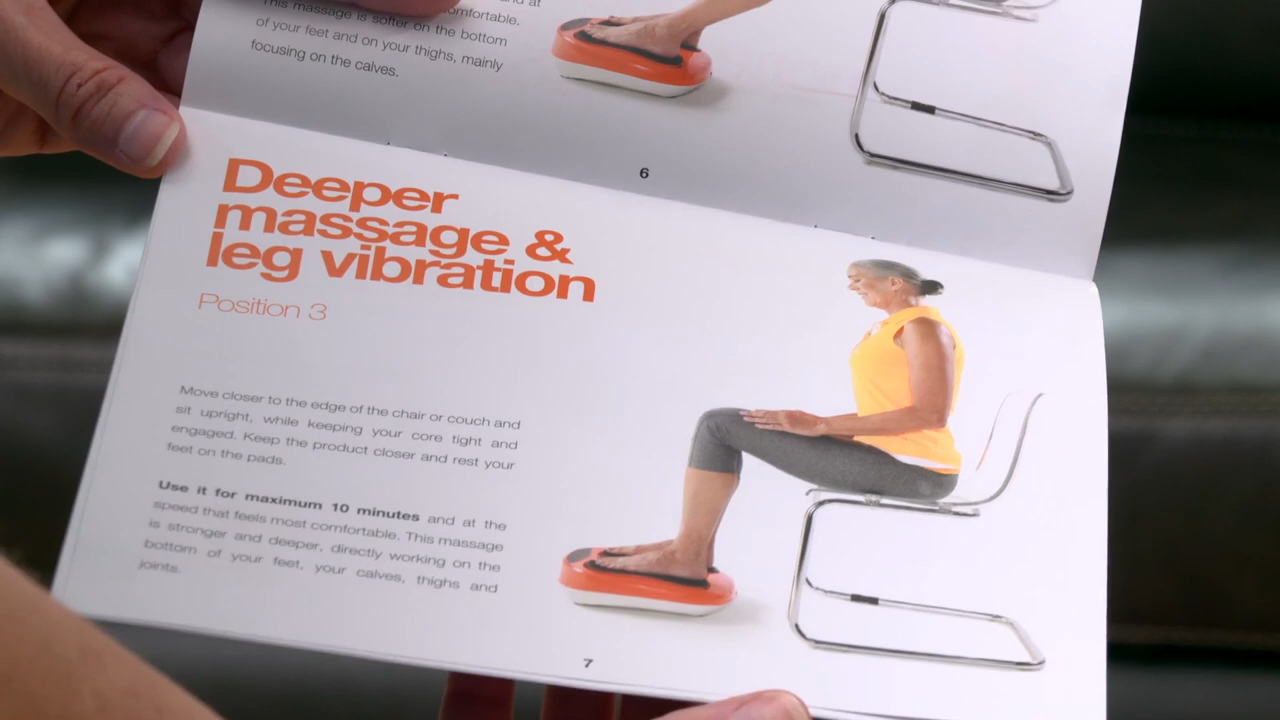 and at
This massage is softer on the bottom
comfortable.
of your feet and on your thighs, mainly
focusing on the calves.
6
Deeper
massage &
leg vibration
Position 3
Move closer to the edge of the chair or couch and
sit upright, while keeping your core tight and
engaged. Keep the product closer and rest your
feet on the pads.
Use it for maximum 10 minutes and at the
speed that feels most comfortable. This massage
is stronger and deeper, directly working on the
bottom of your feet, your calves, thighs and
joints.
7